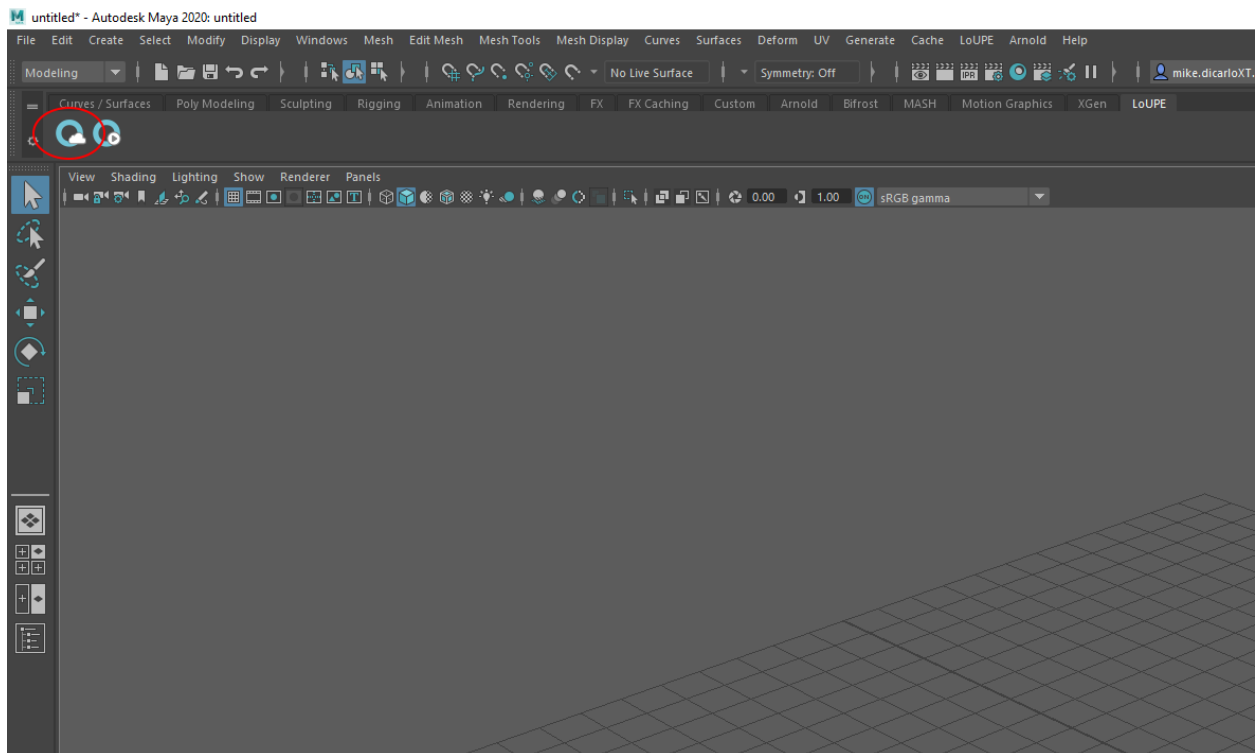 untitled* - Autodesk Maya 2020: untitled
File Edit Create Select Modify Display Windows Mesh Edit Mesh Mesh Tools Mesh Display Curves Surfaces Deform UV Generate Cache LoUPE Arnold Help
Modeling No Live Surface Symmetry: Off mike.dicarloXT.
Curves / Surfaces Poly Modeling Sculpting Rigging Animation Rendering FX FX Caching Custom Arnold Bifrost MASH Motion Graphics XGen LoUPE
View Shading Lighting Show Renderer Panels
0.00 1.00 ON sRGB gamma